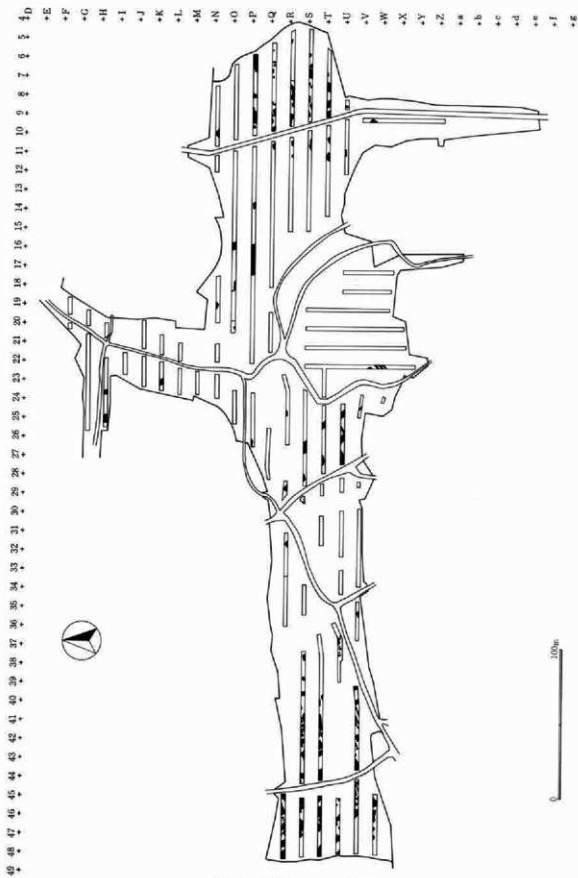 +D +E +F +G +H +I +J +K +L +M +N +O +P +Q +R +S +T +U +V +W +X +Y +Z +a +b +c +d +e +f +g
4 5 6 7 8 9 10 11 12 13 14 15 16 17 18 19 20 21 22 23 24 25 26 27 28 29 30 31 32 33 34 35 36 37 38 39 40 41 42 43 44 45 46 47 48 49
0 100m